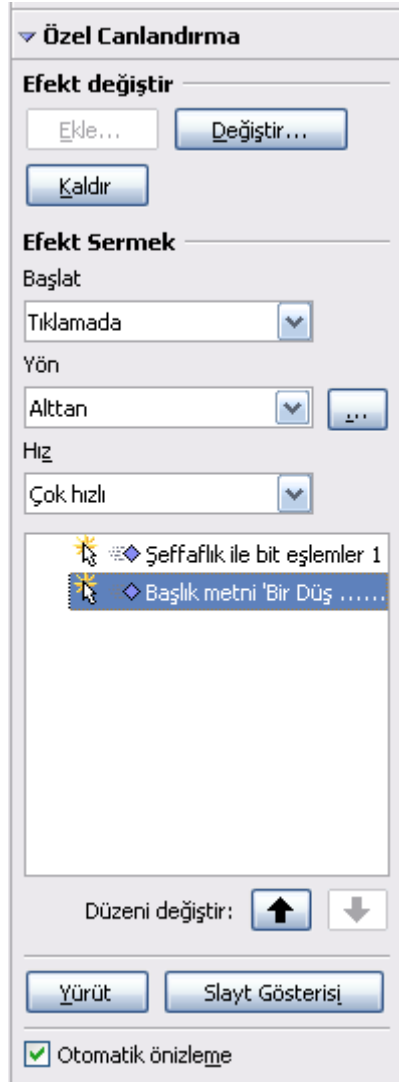 Özel Canlandırma
Efekt değiştir
Ekle...
Değiştir...
Kaldır
Efekt Sermek
Başlat
Tıklamada
Yön
Alttan
...
Hız
Çok hızlı
Şeffaflık ile bit eşlemler 1
Başlık metni 'Bir Düş ......
Düzeni değiştir:
Yürüt
Slayt Gösterisi
Otomatik önizleme